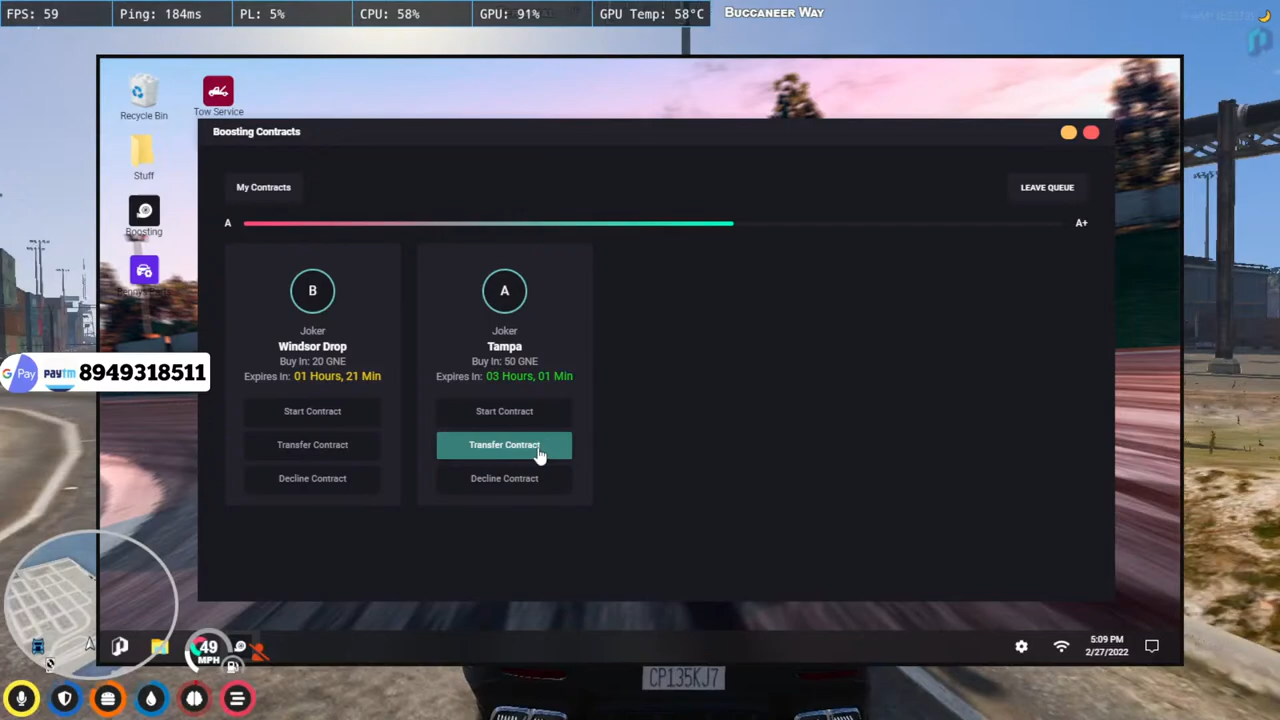 FPS: 59 Ping: 184ms PL: 5% CPU: 58% GPU: 91% GPU Temp: 58°C BUCCANEER WAY
Recycle Bin
Tow Service
Stuff
Boosting
Boosting Contracts
My Contracts
LEAVE QUEUE
A
A+
B
Joker
Windsor Drop
Buy In: 20 GNE
Expires In: 01 Hours, 21 Min
Start Contract
Transfer Contract
Decline Contract
A
Joker
Tampa
Buy In: 50 GNE
Expires In: 03 Hours, 01 Min
Start Contract
Transfer Contract
Decline Contract
G Pay paytm 8949318511
49
MPH
5:09 PM
2/27/2022
CP135KJ7